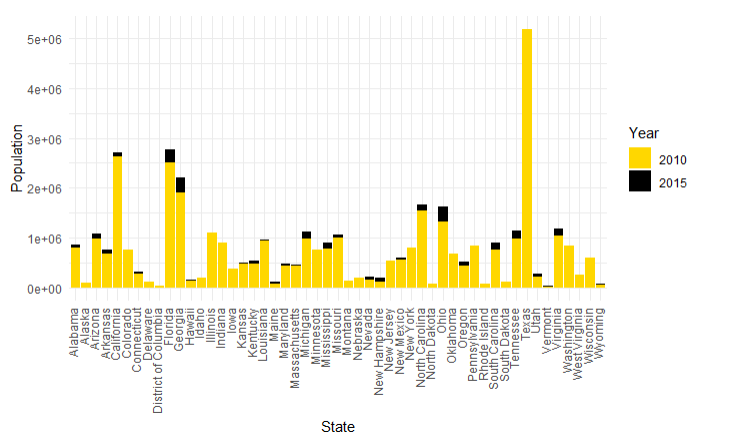 5e+06
4e+06
3e+06
2e+06
1e+06
0e+00
Population
Alabama
Alaska
Arizona
Arkansas
California
Colorado
Connecticut
Delaware
District of Columbia
Florida
Georgia
Hawaii
Idaho
Illinois
Indiana
Iowa
Kansas
Kentucky
Louisiana
Maine
Maryland
Massachusetts
Michigan
Minnesota
Mississippi
Missouri
Montana
Nebraska
Nevada
New Hampshire
New Jersey
New Mexico
New York
North Carolina
North Dakota
Ohio
Oklahoma
Oregon
Pennsylvania
Rhode Island
South Carolina
South Dakota
Tennessee
Texas
Utah
Vermont
Virginia
Washington
West Virginia
Wisconsin
Wyoming
State
Year
2010
2015